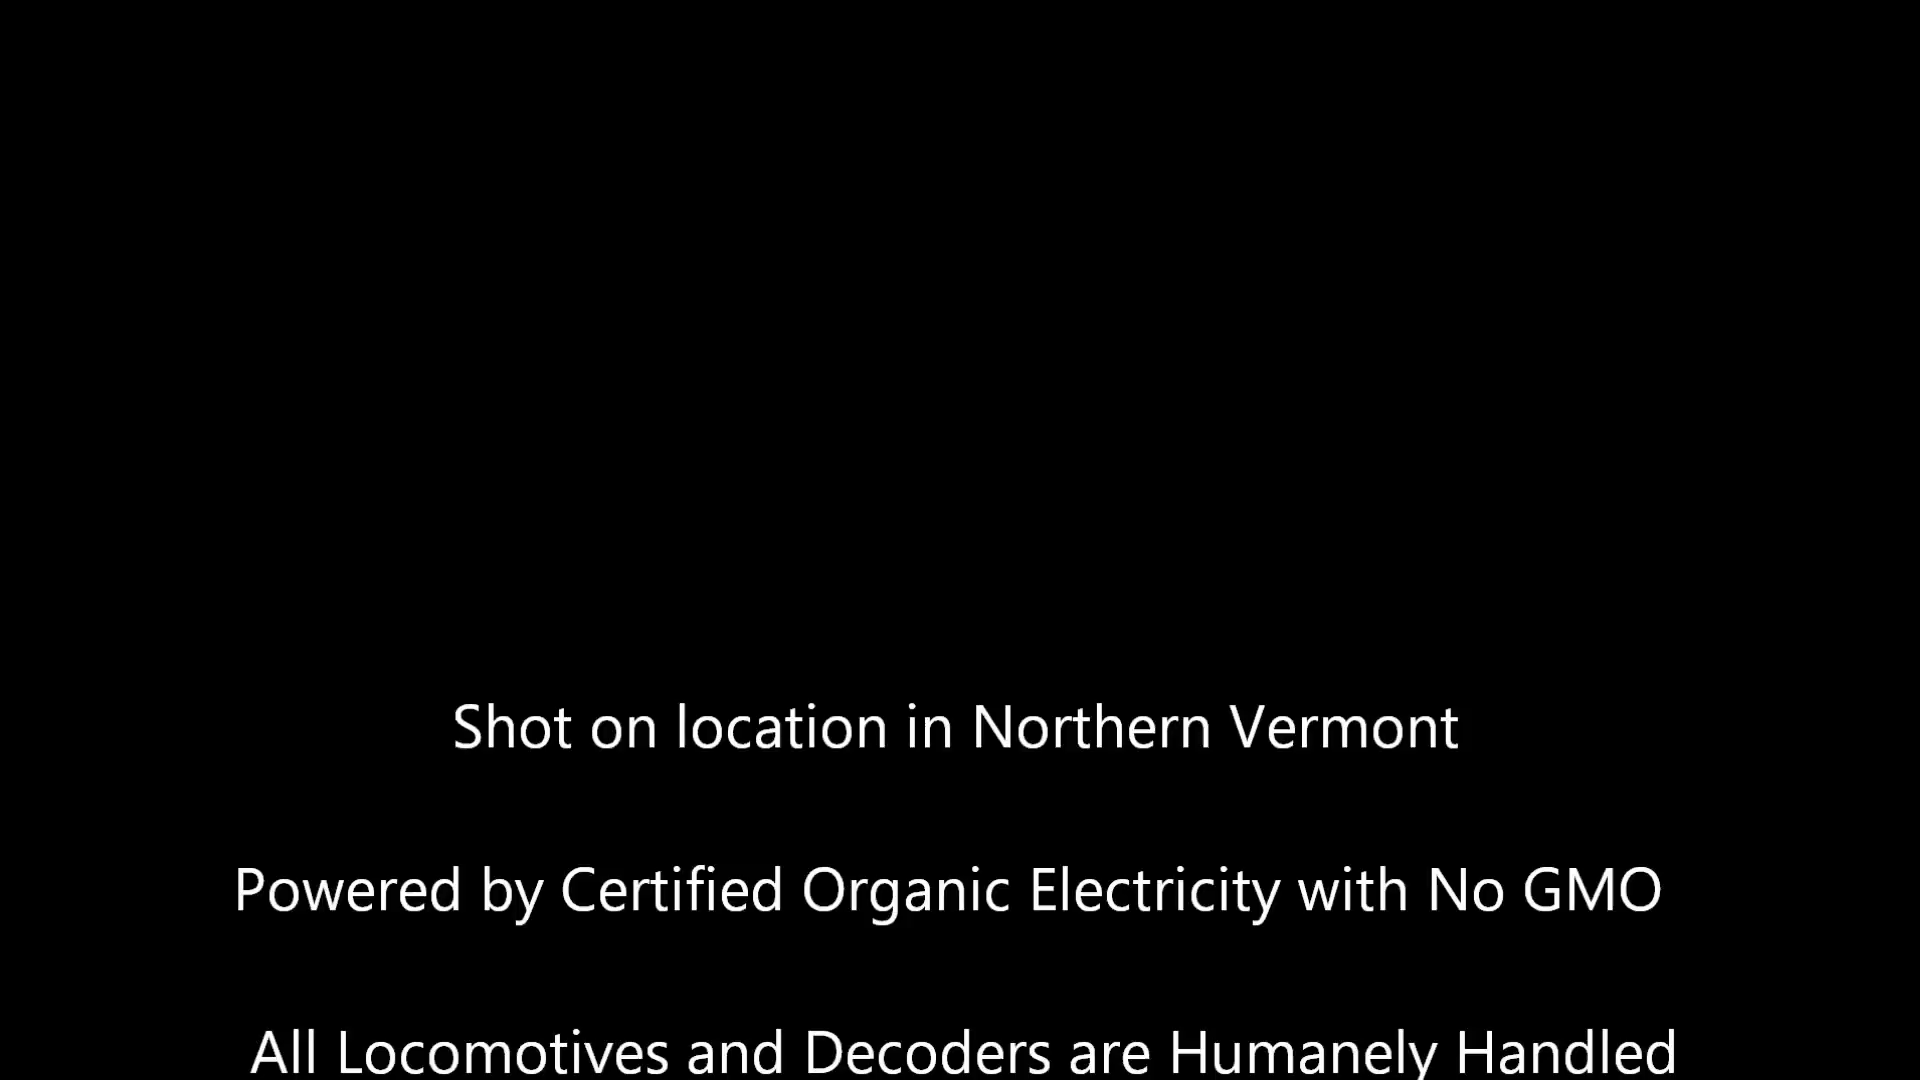 Shot on location in Northern Vermont
Powered by Certified Organic Electricity with No GMO
All Locomotives and Decoders are Humanely Handled